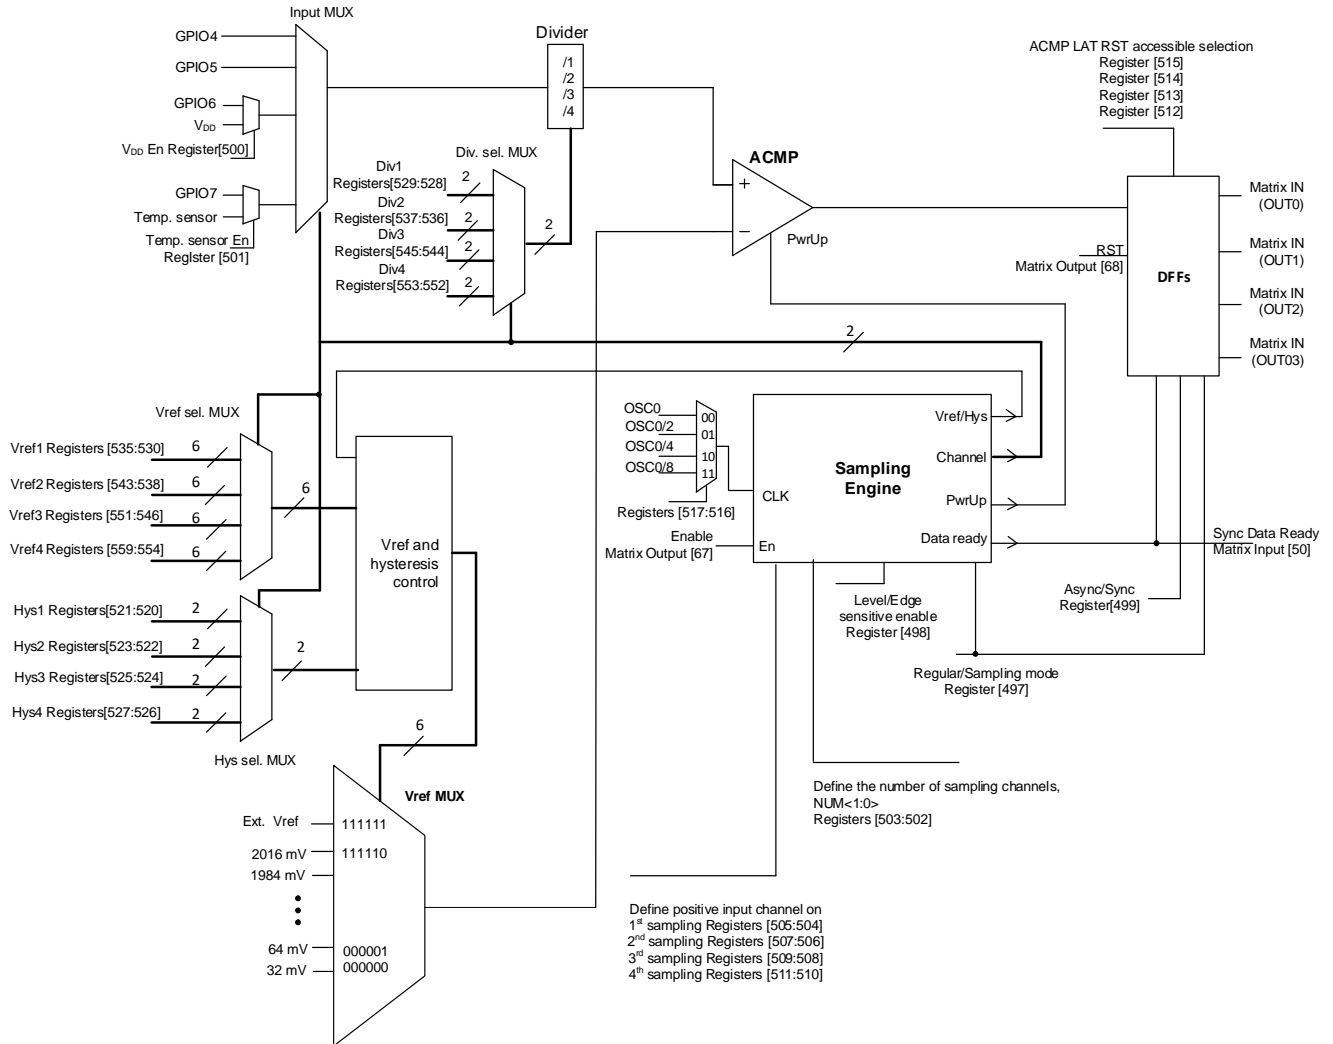 Input MUX
GPIO4
GPIO5
GPIO6
VDD
VDD En Register[500]
GPIO7
Temp. sensor
Temp. sensor En
RegIster [501]
Divider
/1
/2
/3
/4
Div. sel. MUX
Div1
Registers[529:528]
2
Div2
Registers[537:536]
2
Div3
Registers[545:544]
2
Div4
Registers[553:552]
2
2
ACMP
+
−
PwrUp
ACMP LAT RST accessible selection
Register [515]
Register [514]
Register [513]
Register [512]
RST
Matrix Output [68]
DFFs
Matrix IN
(OUT0)
Matrix IN
(OUT1)
Matrix IN
(OUT2)
Matrix IN
(OUT03)
2
Vref sel. MUX
Vref1 Registers [535:530]
6
Vref2 Registers [543:538]
6
Vref3 Registers [551:546]
6
Vref4 Registers [559:554]
6
6
Hys1 Registers[521:520]
2
Hys2 Registers[523:522]
2
Hys3 Registers[525:524]
2
Hys4 Registers[527:526]
2
2
Hys sel. MUX
Vref and
hysteresis
control
6
OSC0
OSC0/2
OSC0/4
OSC0/8
00
01
10
11
Registers [517:516]
Enable
Matrix Output [67]
CLK
En
Sampling
Engine
Vref/Hys
Channel
PwrUp
Data ready
Sync Data Ready
Matrix Input [50]
Async/Sync
Register[499]
Level/Edge
sensitive enable
Register [498]
Regular/Sampling mode
Register [497]
Define the number of sampling channels,
NUM<1:0>
Registers [503:502]
Define positive input channel on
1st sampling Registers [505:504]
2nd sampling Registers [507:506]
3rd sampling Registers [509:508]
4th sampling Registers [511:510]
Vref MUX
Ext. Vref
111111
2016 mV
111110
1984 mV
64 mV
000001
32 mV
000000